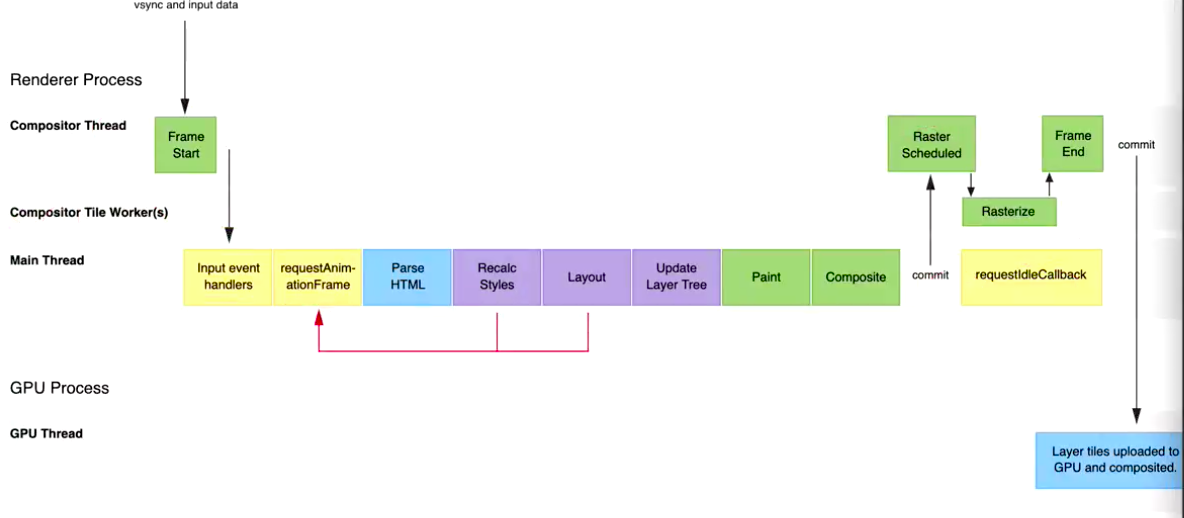 vsync and input data
Renderer Process
Compositor Thread
Frame
Start
Raster
Scheduled
Frame
End
commit
Compositor Tile Worker(s)
Rasterize
Main Thread
Input event
handlers
requestAnim-
ationFrame
Parse
HTML
Recalc
Styles
Layout
Update
Layer Tree
Paint
Composite
commit
requestIdleCallback
GPU Process
GPU Thread
Layer tiles uploaded to
GPU and composited.